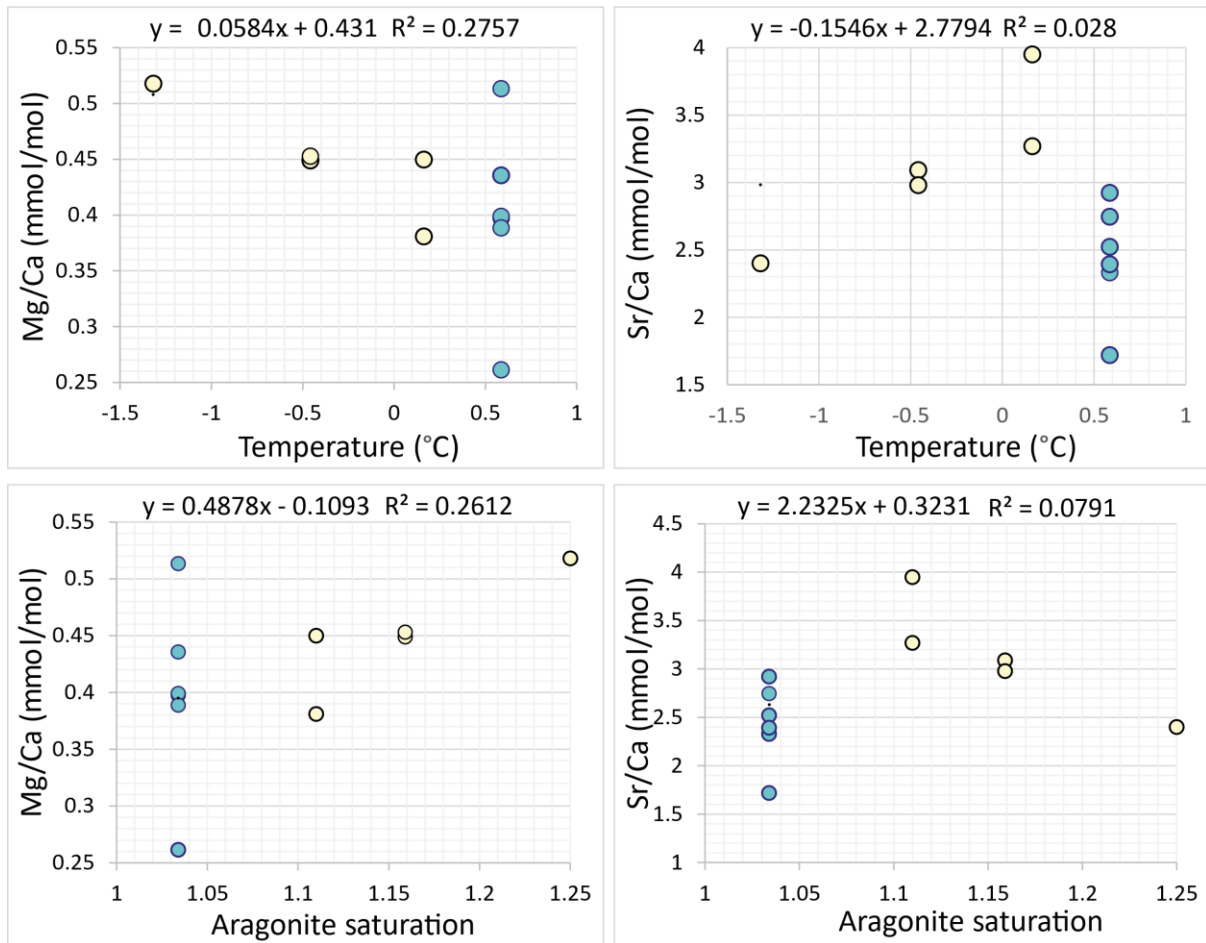 y = 0.0584x + 0.431 R² = 0.2757
Mg/Ca (mmol/mol)
0.55
0.5
0.45
0.4
0.35
0.3
0.25
-1.5 -1 -0.5 0 0.5 1
Temperature (°C)
y = -0.1546x + 2.7794 R² = 0.028
Sr/Ca (mmol/mol)
4
3.5
3
2.5
2
1.5
-1.5 -1 -0.5 0 0.5 1
Temperature (°C)
y = 0.4878x - 0.1093 R² = 0.2612
Mg/Ca (mmol/mol)
0.55
0.5
0.45
0.4
0.35
0.3
0.25
1 1.05 1.1 1.15 1.2 1.25
Aragonite saturation
y = 2.2325x + 0.3231 R² = 0.0791
Sr/Ca (mmol/mol)
4.5
4
3.5
3
2.5
2
1.5
1
1 1.05 1.1 1.15 1.2 1.25
Aragonite saturation